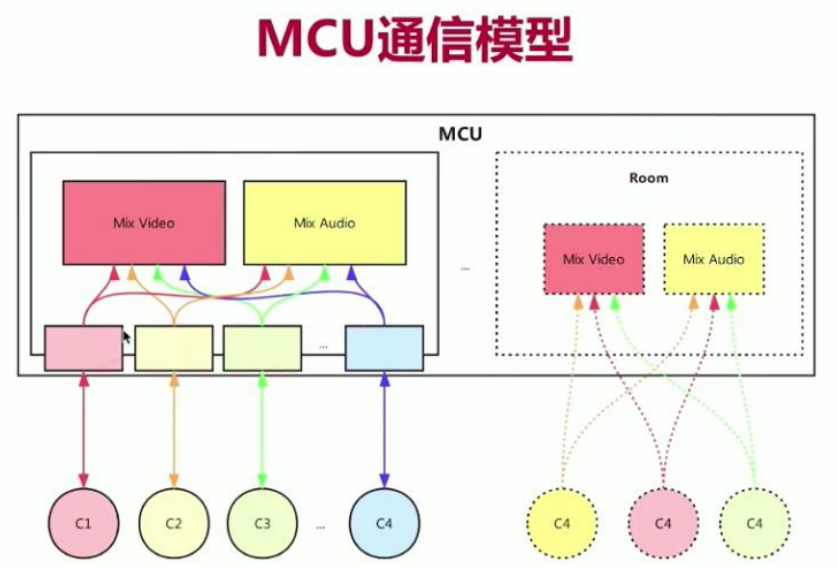 MCU通信模型
MCU
Room
Mix Video
Mix Audio
...
Mix Video
Mix Audio
...
C1
C2
C3
...
C4
C4
C4
C4